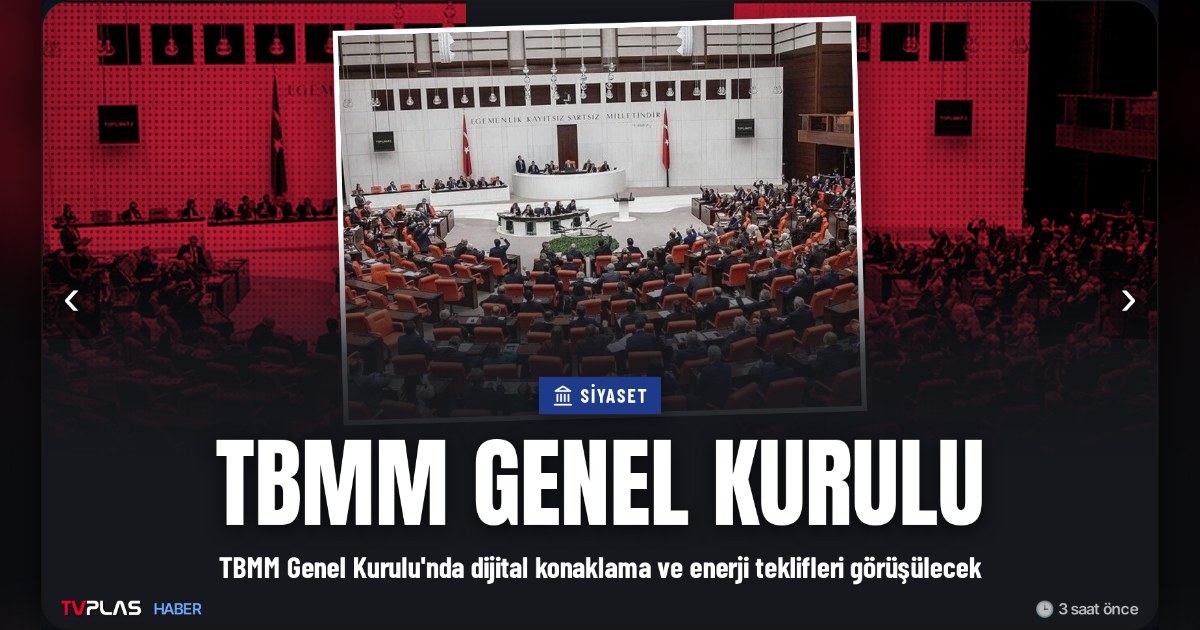 EGEMENLİK KAYITSIZ ŞARTSIZ MİLLETİNDİR
‹
›
SİYASET
TBMM GENEL KURULU
TBMM Genel Kurulu'nda dijital konaklama ve enerji teklifleri görüşülecek
TVPLAS HABER
3 saat önce